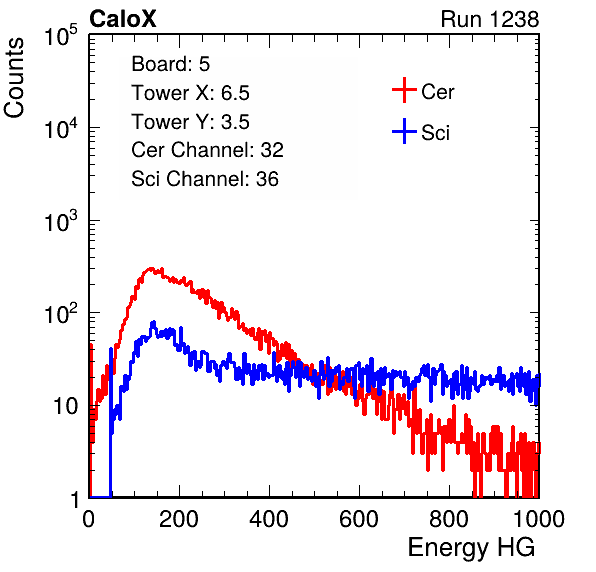 CaloX Run 1238
Counts
10^5
10^4
10^3
10^2
10
1
Board: 5
Tower X: 6.5
Tower Y: 3.5
Cer Channel: 32
Sci Channel: 36
Cer
Sci
0 200 400 600 800 1000
Energy HG